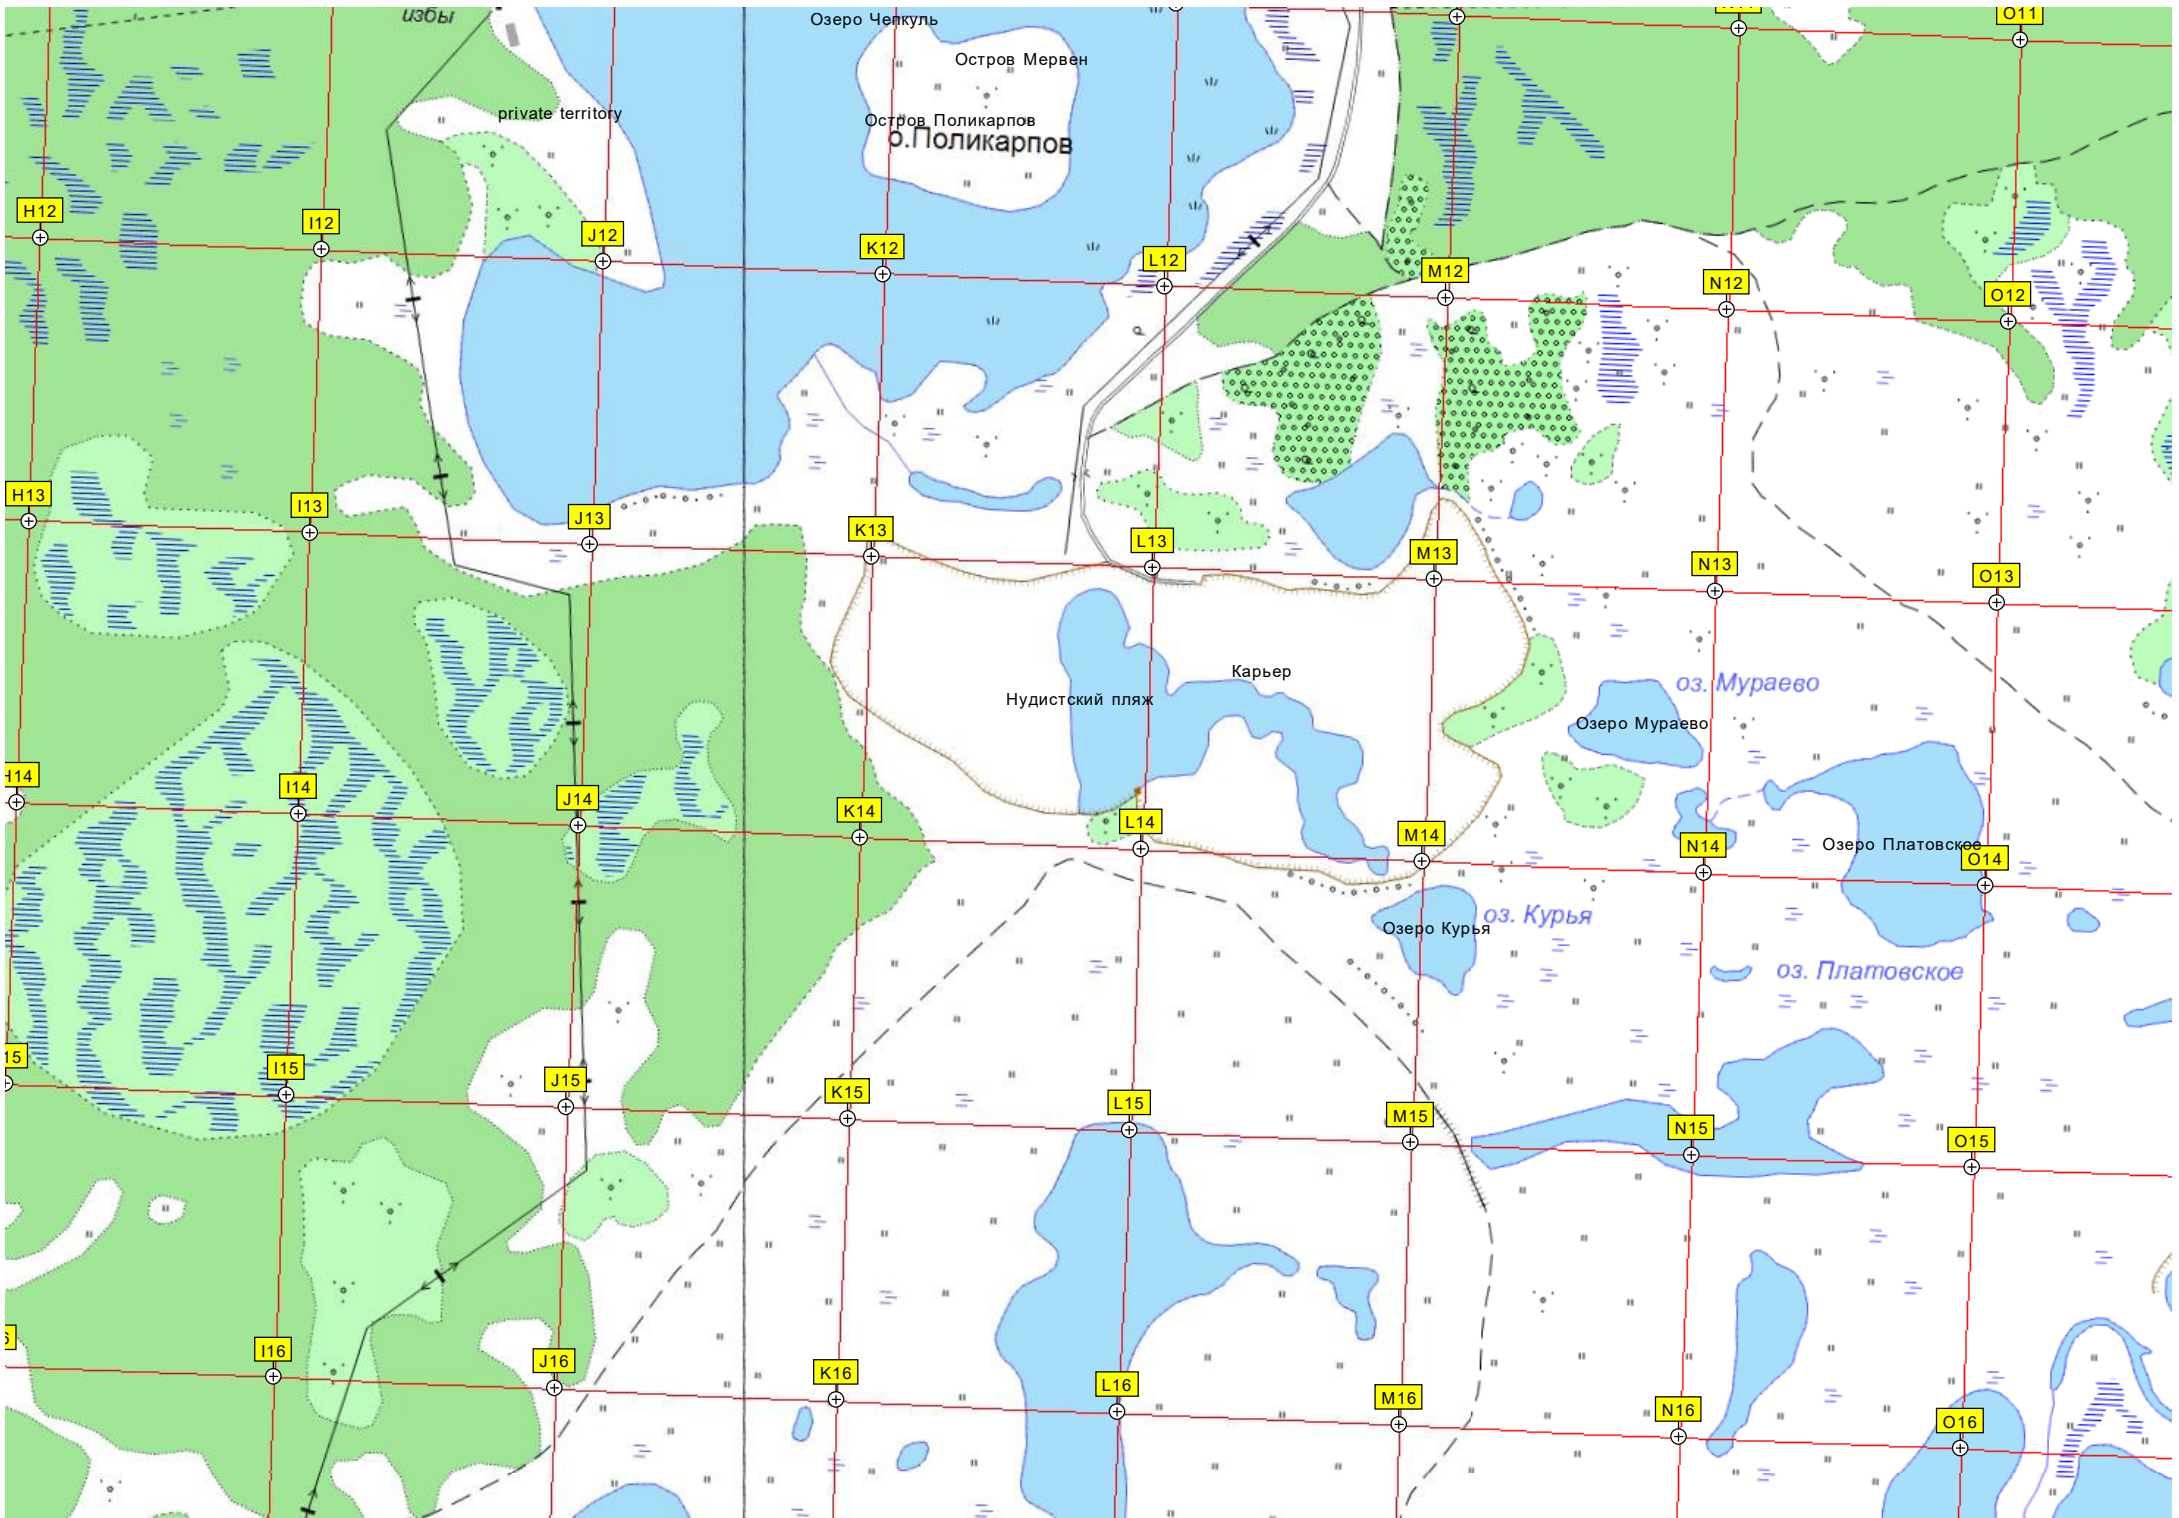 избы
Озеро Чепкуль
O11
Остров Мервен
private territory
Остров Поликарпов
о.Поликарпов
H12
I12
J12
K12
L12
M12
N12
O12
H13
I13
J13
K13
L13
M13
N13
O13
Карьер
оз. Мураево
Нудистский пляж
Озеро Мураево
H14
I14
J14
K14
L14
M14
N14
Озеро Платовское
O14
оз. Курья
Озеро Курья
оз. Платовское
15
I15
J15
K15
L15
M15
N15
O15
I16
J16
K16
L16
M16
N16
O16